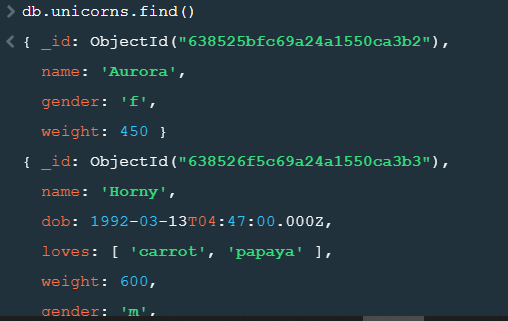 > db.unicorns.find()
< { _id: ObjectId("638525bfc69a24a1550ca3b2"),
name: 'Aurora',
gender: 'f',
weight: 450 }
{ _id: ObjectId("638526f5c69a24a1550ca3b3"),
name: 'Horny',
dob: 1992-03-13T04:47:00.000Z,
loves: [ 'carrot', 'papaya' ],
weight: 600,
gender: 'm',